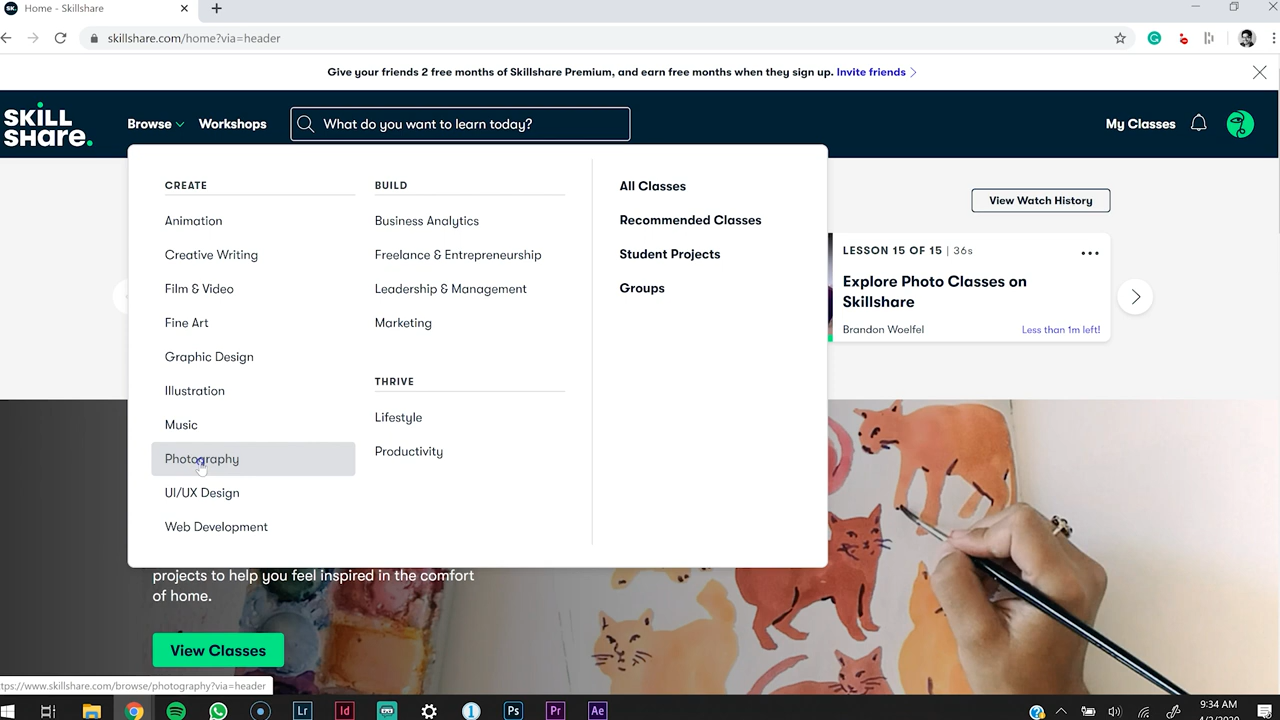 SK.
Home - Skillshare
skillshare.com/home?via=header
Give your friends 2 free months of Skillshare Premium, and earn free months when they sign up. Invite friends
SKILL
SHARE.
Browse
Workshops
What do you want to learn today?
My Classes
CREATE
Animation
Creative Writing
Film & Video
Fine Art
Graphic Design
Illustration
Music
Photography
UI/UX Design
Web Development
BUILD
Business Analytics
Freelance & Entrepreneurship
Leadership & Management
Marketing
THRIVE
Lifestyle
Productivity
All Classes
Recommended Classes
Student Projects
Groups
View Watch History
LESSON 15 OF 15 | 36s
Explore Photo Classes on
Skillshare
Brandon Woelfel
Less than 1m left!
projects to help you feel inspired in the comfort
of home.
View Classes
tps://www.skillshare.com/browse/photography?via=header
Lr
Id
Ps
Pr
Ae
9:34 AM